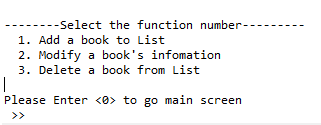 --------Select the function number---------
1. Add a book to List
2. Modify a book's infomation
3. Delete a book from List
Please Enter <0> to go main screen
>>